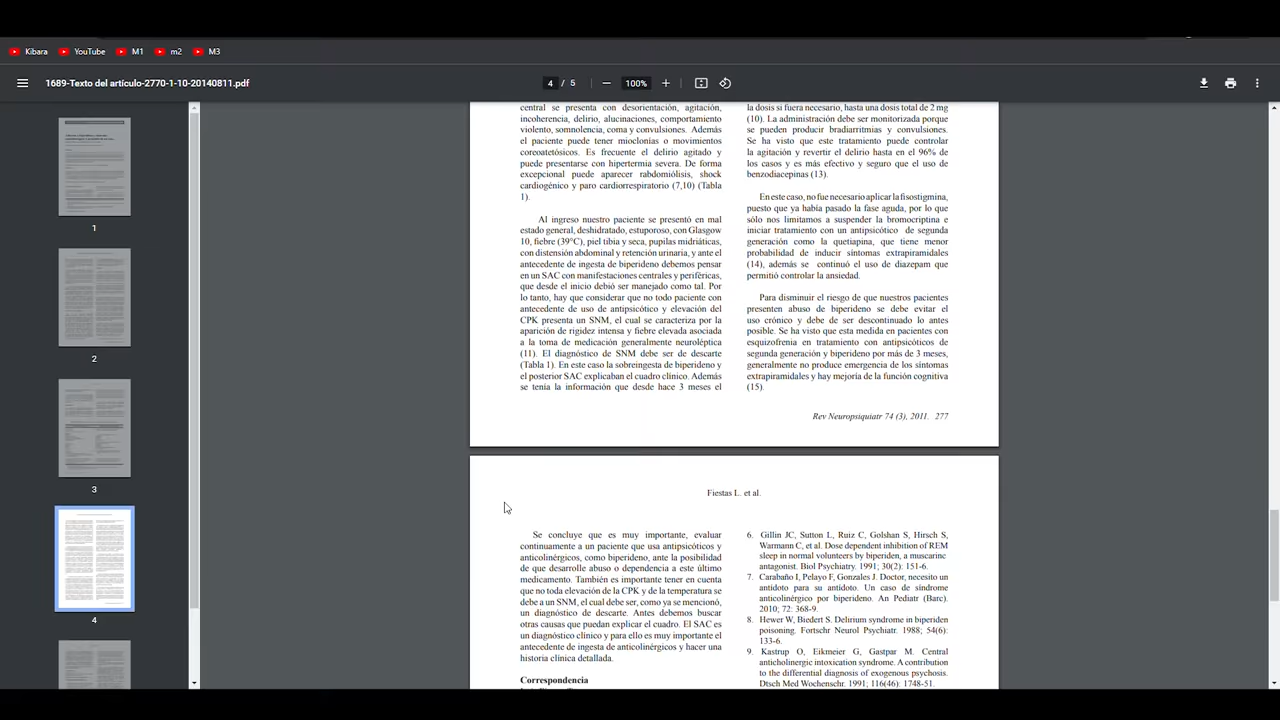 Kibara
YouTube
M1
m2
M3
1689-Texto del artículo-2770-1-10-20140811.pdf
4 / 5
100%
1
2
3
4
central se presenta con desorientación, agitación,
incoherencia, delirio, alucinaciones, comportamiento
violento, somnolencia, coma y convulsiones. Además
el paciente puede tener mioclonías o movimientos
coreoatetósicos. Es frecuente el delirio agitado y
puede presentarse con hipertermia severa. De forma
excepcional puede aparecer rabdomiólisis, shock
cardiogénico y paro cardiorrespiratorio (7,10) (Tabla
1).
Al ingreso nuestro paciente se presentó en mal
estado general, deshidratado, estuporoso, con Glasgow
10, fiebre (39°C), piel tibia y seca, pupilas midriáticas,
con distensión abdominal y retención urinaria, y ante el
antecedente de ingesta de biperideno debemos pensar
en un SAC con manifestaciones centrales y periféricas,
que desde el inicio debió ser manejado como tal. Por
lo tanto, hay que considerar que no todo paciente con
antecedente de uso de antipsicótico y elevación del
CPK presenta un SNM, el cual se caracteriza por la
aparición de rigidez intensa y fiebre elevada asociada
a la toma de medicación generalmente neuroléptica
(11). El diagnóstico de SNM debe ser de descarte
(Tabla 1). En este caso la sobreingesta de biperideno y
el posterior SAC explicaban el cuadro clínico. Además
se tenía la información que desde hace 3 meses el
la dosis si fuera necesario, hasta una dosis total de 2 mg
(10). La administración debe ser monitorizada porque
se pueden producir bradiarritmias y convulsiones.
Se ha visto que este tratamiento puede controlar
la agitación y revertir el delirio hasta en el 96% de
los casos y es más efectivo y seguro que el uso de
benzodiacepinas (13).
En este caso, no fue necesario aplicar la fisostigmina,
puesto que ya había pasado la fase aguda, por lo que
sólo nos limitamos a suspender la bromocriptina e
iniciar tratamiento con un antipsicótico de segunda
generación como la quetiapina, que tiene menor
probabilidad de inducir síntomas extrapiramidales
(14), además se continuó el uso de diazepam que
permitió controlar la ansiedad.
Para disminuir el riesgo de que nuestros pacientes
presenten abuso de biperideno se debe evitar el
uso crónico y debe de ser descontinuado lo antes
posible. Se ha visto que esta medida en pacientes con
esquizofrenia en tratamiento con antipsicóticos de
segunda generación y biperideno por más de 3 meses,
generalmente no produce emergencia de los síntomas
extrapiramidales y hay mejoría de la función cognitiva
(15).
Rev Neuropsiquiatr 74 (3), 2011. 277
Fiestas L. et al.
Se concluye que es muy importante, evaluar
continuamente a un paciente que usa antipsicóticos y
anticolinérgicos, como biperideno, ante la posibilidad
de que desarrolle abuso o dependencia a este último
medicamento. También es importante tener en cuenta
que no toda elevación de la CPK y de la temperatura se
debe a un SNM, el cual debe ser, como ya se mencionó,
un diagnóstico de descarte. Antes debemos buscar
otras causas que puedan explicar el cuadro. El SAC es
un diagnóstico clínico y para ello es muy importante el
antecedente de ingesta de anticolinérgicos y hacer una
historia clínica detallada.
Correspondencia
6. Gillin JC, Sutton L, Ruiz C, Golshan S, Hirsch S,
Warmann C, et al. Dose dependent inhibition of REM
sleep in normal volunteers by biperiden, a muscarinc
antagonist. Biol Psychiatry. 1991; 30(2): 151-6.
7. Carabaño I, Pelayo F, Gonzales J. Doctor, necesito un
antídoto para su antídoto. Un caso de síndrome
anticolinérgico por biperideno. An Pediatr (Barc).
2010; 72: 368-9.
8. Hewer W, Biedert S. Delirium syndrome in biperiden
poisoning. Fortschr Neurol Psychiatr. 1988; 54(6):
133-6.
9. Kastrup O, Eikmeier G, Gastpar M. Central
anticholinergic intoxication syndrome. A contribution
to the differential diagnosis of exogenous psychosis.
Dtsch Med Wochenschr. 1991; 116(46): 1748-51.